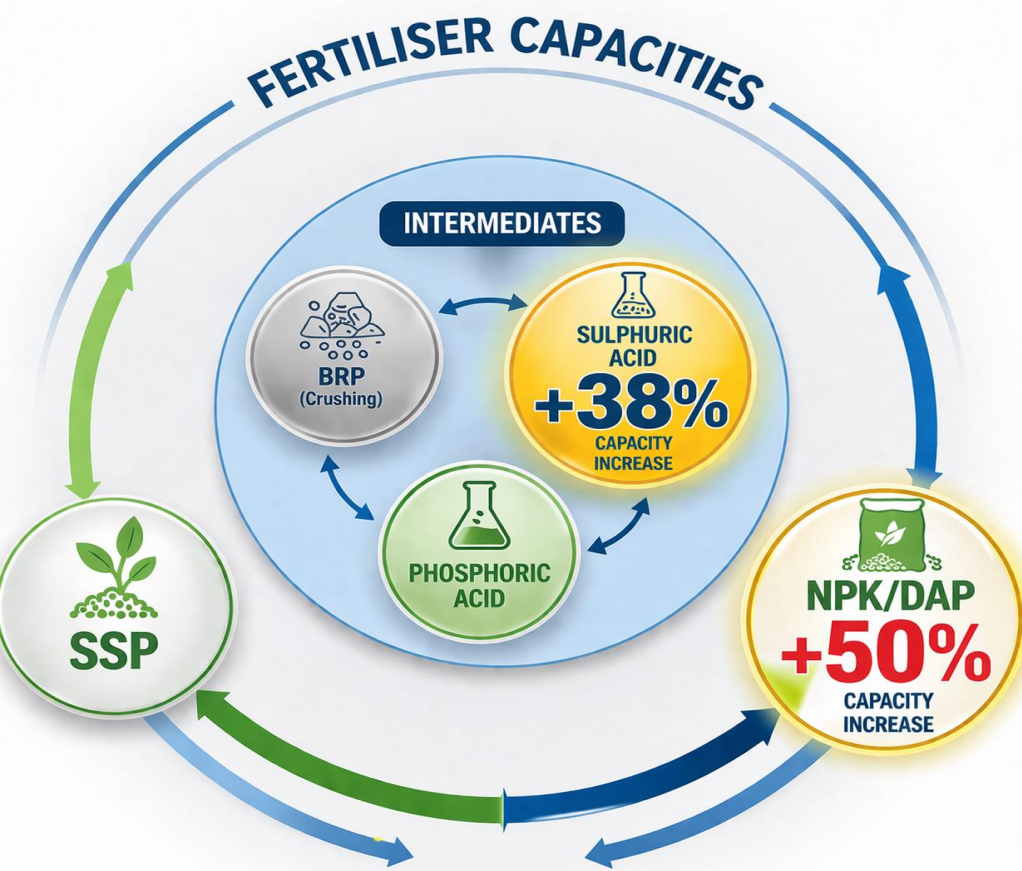 FERTILISER CAPACITIES
INTERMEDIATES
BRP
(Crushing)
SULPHURIC
ACID
+38%
CAPACITY
INCREASE
PHOSPHORIC
ACID
SSP
NPK/DAP
+50%
CAPACITY
INCREASE